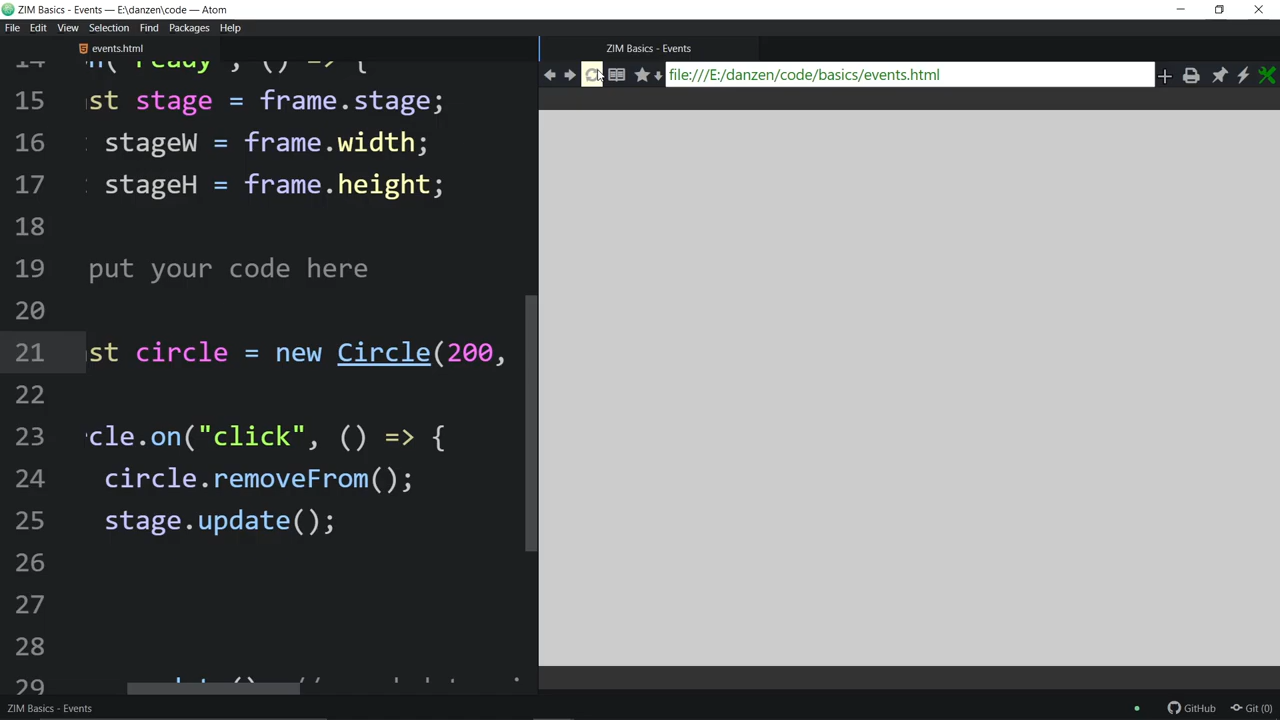 ZIM Basics - Events — E:\danzen\code — Atom
File Edit View Selection Find Packages Help
events.html
ZIM Basics - Events
file:///E:/danzen/code/basics/events.html
14 n("ready", () => {
15 st stage = frame.stage;
16 stageW = frame.width;
17 stageH = frame.height;
18
19 put your code here
20
21 st circle = new Circle(200,
22
23 cle.on("click", () => {
24 circle.removeFrom();
25 stage.update();
26
27
28
29
ZIM Basics - Events
GitHub Git (0)